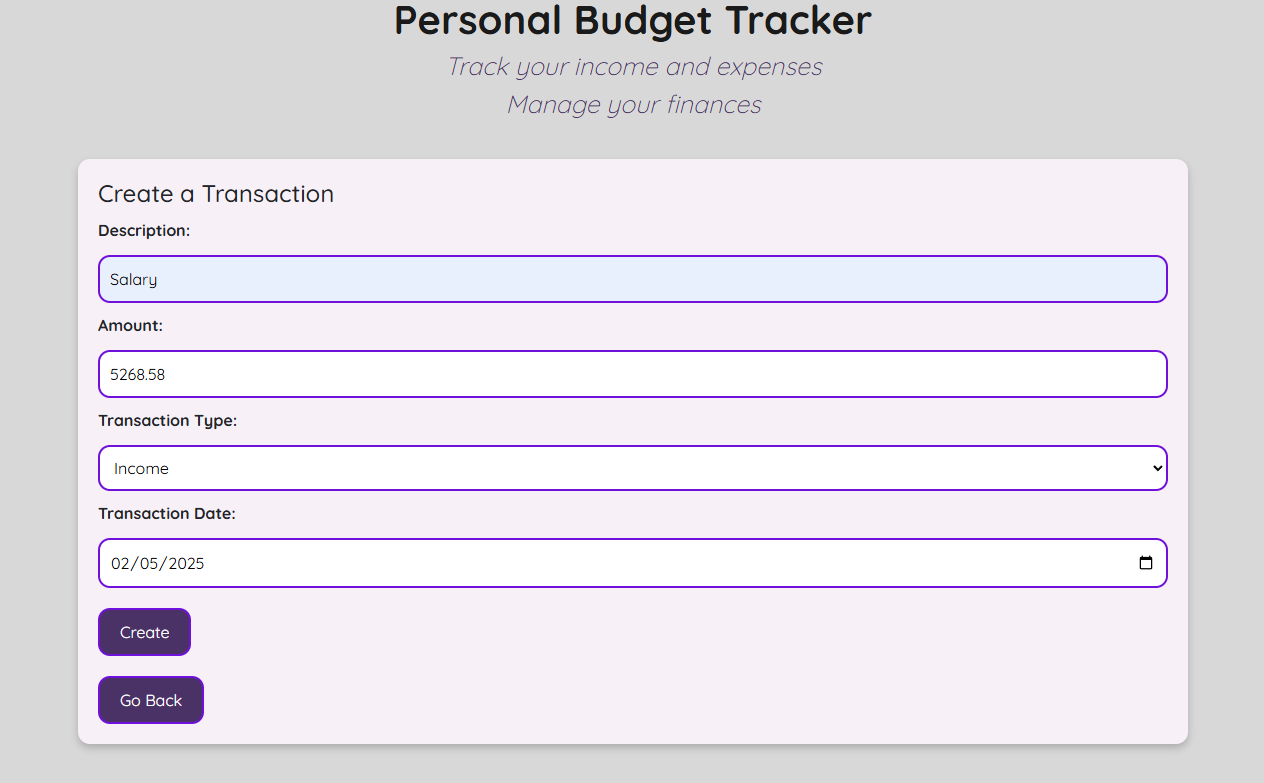 Personal Budget Tracker
Track your income and expenses
Manage your finances
Create a Transaction
Description:
Salary
Amount:
5268.58
Transaction Type:
Income
Transaction Date:
02/05/2025
Create
Go Back